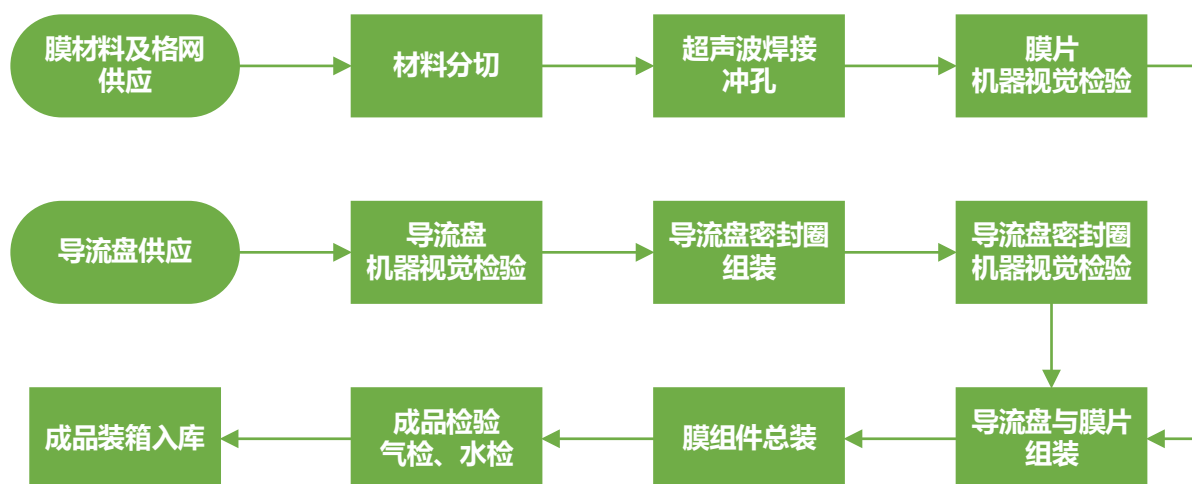 膜材料及格网
供应
材料分切
超声波焊接
冲孔
膜片
机器视觉检验
导流盘供应
导流盘
机器视觉检验
导流盘密封圈
组装
导流盘密封圈
机器视觉检验
成品装箱入库
成品检验
气检、水检
膜组件总装
导流盘与膜片
组装